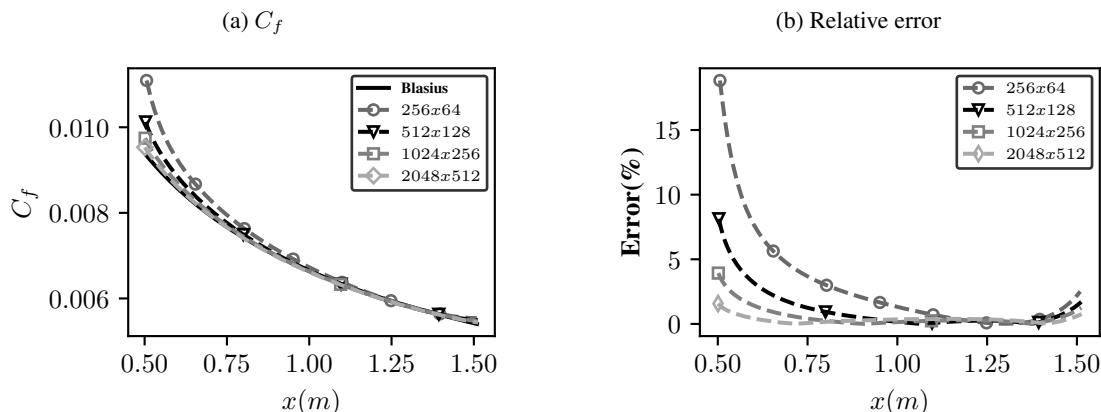 (a) C_f
Blasius
256x64
512x128
1024x256
2048x512
0.010
0.008
0.006
C_f
0.50
0.75
1.00
1.25
1.50
x(m)
(b) Relative error
256x64
512x128
1024x256
2048x512
15
10
5
0
Error(%)
0.50
0.75
1.00
1.25
1.50
x(m)